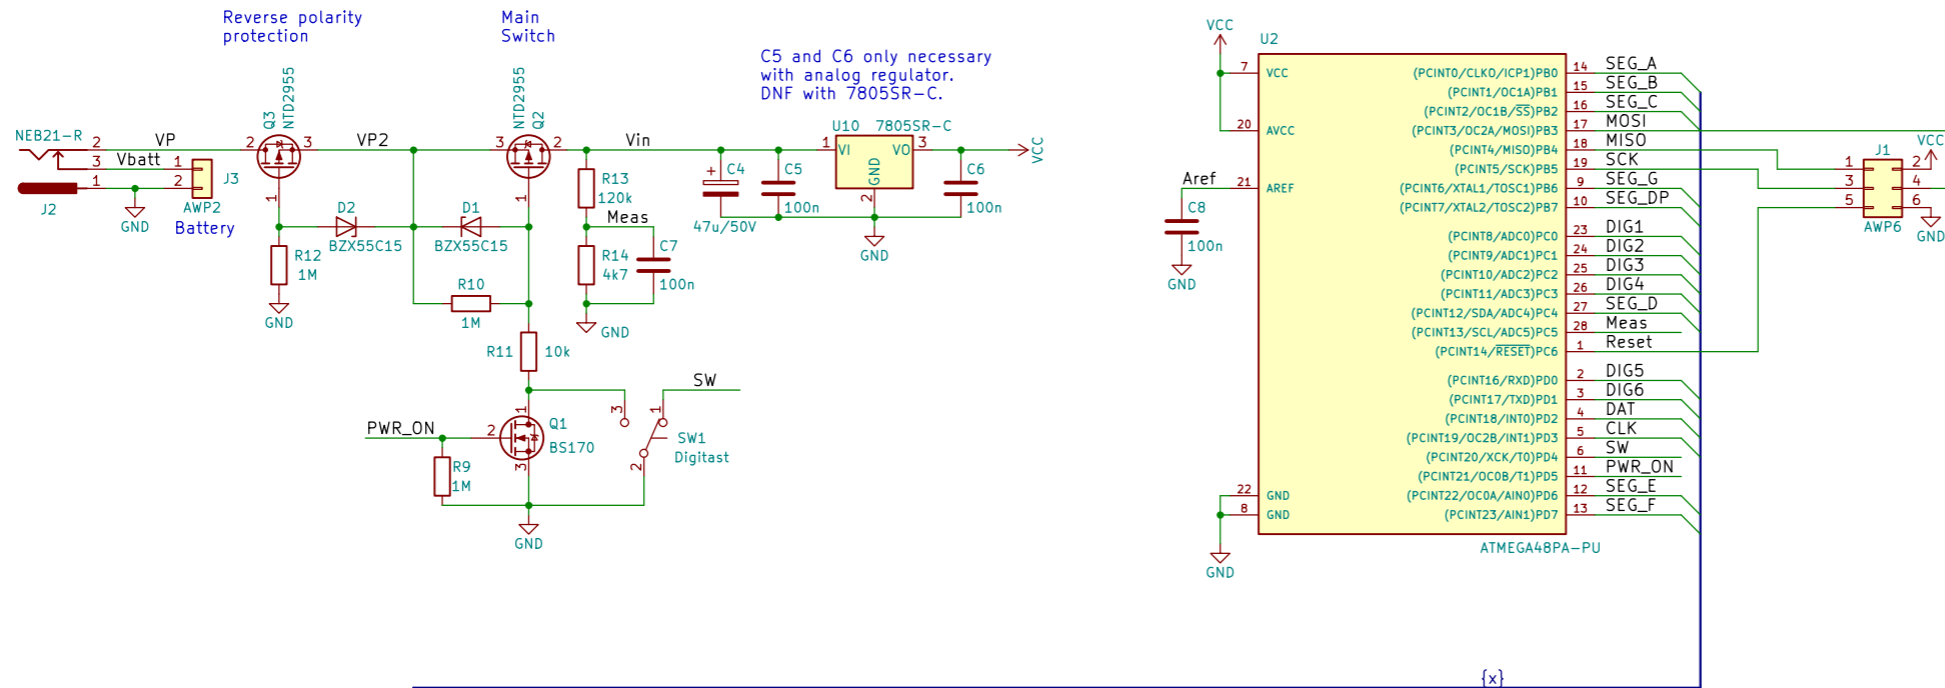 Reverse polarity
protection
Main
Switch
C5 and C6 only necessary
with analog regulator.
DNF with 7805SR-C.
Q3
NTD2955
NTD2955
Q2
NEB21-R
2
VP
2
3
VP2
3
2
Vin
3
Vbatt
1
1
2
J3
AWP2
J2
GND
Battery
1
1
D2
BZX55C15
D1
BZX55C15
R12
1M
GND
R10
1M
R13
120k
Meas
R14
4k7
C7
100n
GND
C4
+
47u/50V
C5
100n
U10
7805SR-C
1
VI
VO
3
GND
2
GND
C6
100n
VCC
R11
10k
SW
3
1
SW1
Digitast
2
PWR_ON
1
2
3
Q1
BS170
R9
1M
GND
VCC
U2
7
VCC
20
AVCC
Aref
21
AREF
C8
100n
GND
22
GND
8
GND
GND
(PCINT0/CLKO/ICP1)PB0 14 SEG_A
(PCINT1/OC1A)PB1 15 SEG_B
(PCINT2/OC1B/SS)PB2 16 SEG_C
(PCINT3/OC2A/MOSI)PB3 17 MOSI
(PCINT4/MISO)PB4 18 MISO
(PCINT5/SCK)PB5 19 SCK
(PCINT6/XTAL1/TOSC1)PB6 9 SEG_G
(PCINT7/XTAL2/TOSC2)PB7 10 SEG_DP
(PCINT8/ADC0)PC0 23 DIG1
(PCINT9/ADC1)PC1 24 DIG2
(PCINT10/ADC2)PC2 25 DIG3
(PCINT11/ADC3)PC3 26 DIG4
(PCINT12/SDA/ADC4)PC4 27 SEG_D
(PCINT13/SCL/ADC5)PC5 28 Meas
(PCINT14/RESET)PC6 1 Reset
(PCINT16/RXD)PD0 2 DIG5
(PCINT17/TXD)PD1 3 DIG6
(PCINT18/INT0)PD2 4 DAT
(PCINT19/OC2B/INT1)PD3 5 CLK
(PCINT20/XCK/T0)PD4 6 SW
(PCINT21/OC0B/T1)PD5 11 PWR_ON
(PCINT22/OC0A/AIN0)PD6 12 SEG_E
(PCINT23/AIN1)PD7 13 SEG_F
ATMEGA48PA-PU
J1
VCC
1
2
3
4
5
6
AWP6
GND
{x}